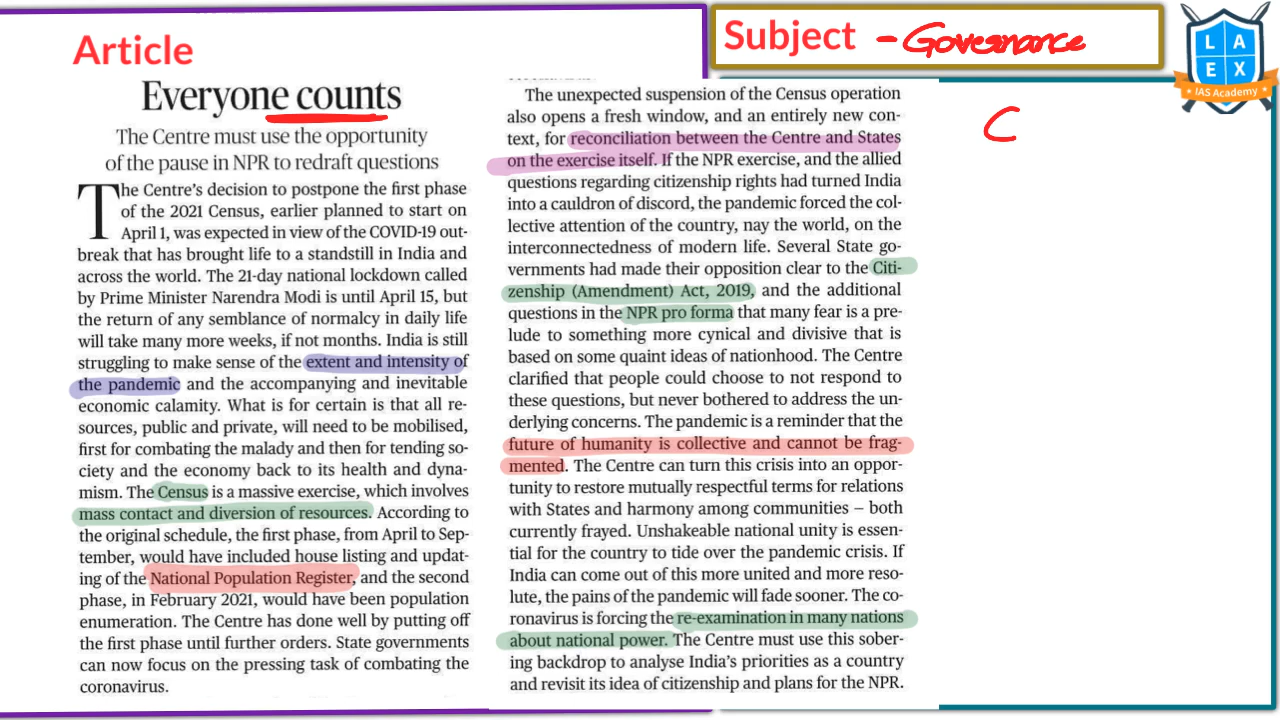 Article
Subject - Governance
L A
E X
IAS Academy
Everyone counts
The Centre must use the opportunity
of the pause in NPR to redraft questions
The Centre's decision to postpone the first phase
of the 2021 Census, earlier planned to start on
April 1, was expected in view of the COVID-19 out-
break that has brought life to a standstill in India and
across the world. The 21-day national lockdown called
by Prime Minister Narendra Modi is until April 15, but
the return of any semblance of normalcy in daily life
will take many more weeks, if not months. India is still
struggling to make sense of the extent and intensity of
the pandemic and the accompanying and inevitable
economic calamity. What is for certain is that all re-
sources, public and private, will need to be mobilised,
first for combating the malady and then for tending so-
ciety and the economy back to its health and dyna-
mism. The Census is a massive exercise, which involves
mass contact and diversion of resources. According to
the original schedule, the first phase, from April to Sep-
tember, would have included house listing and updat-
ing of the National Population Register, and the second
phase, in February 2021, would have been population
enumeration. The Centre has done well by putting off
the first phase until further orders. State governments
can now focus on the pressing task of combating the
coronavirus.
The unexpected suspension of the Census operation
also opens a fresh window, and an entirely new con-
text, for reconciliation between the Centre and States
on the exercise itself. If the NPR exercise, and the allied
questions regarding citizenship rights had turned India
into a cauldron of discord, the pandemic forced the col-
lective attention of the country, nay the world, on the
interconnectedness of modern life. Several State go-
vernments had made their opposition clear to the Citi-
zenship (Amendment) Act, 2019, and the additional
questions in the NPR pro forma that many fear is a pre-
lude to something more cynical and divisive that is
based on some quaint ideas of nationhood. The Centre
clarified that people could choose to not respond to
these questions, but never bothered to address the un-
derlying concerns. The pandemic is a reminder that the
future of humanity is collective and cannot be frag-
mented. The Centre can turn this crisis into an oppor-
tunity to restore mutually respectful terms for relations
with States and harmony among communities – both
currently frayed. Unshakeable national unity is essen-
tial for the country to tide over the pandemic crisis. If
India can come out of this more united and more reso-
lute, the pains of the pandemic will fade sooner. The co-
ronavirus is forcing the re-examination in many nations
about national power. The Centre must use this sober-
ing backdrop to analyse India's priorities as a country
and revisit its idea of citizenship and plans for the NPR.
C